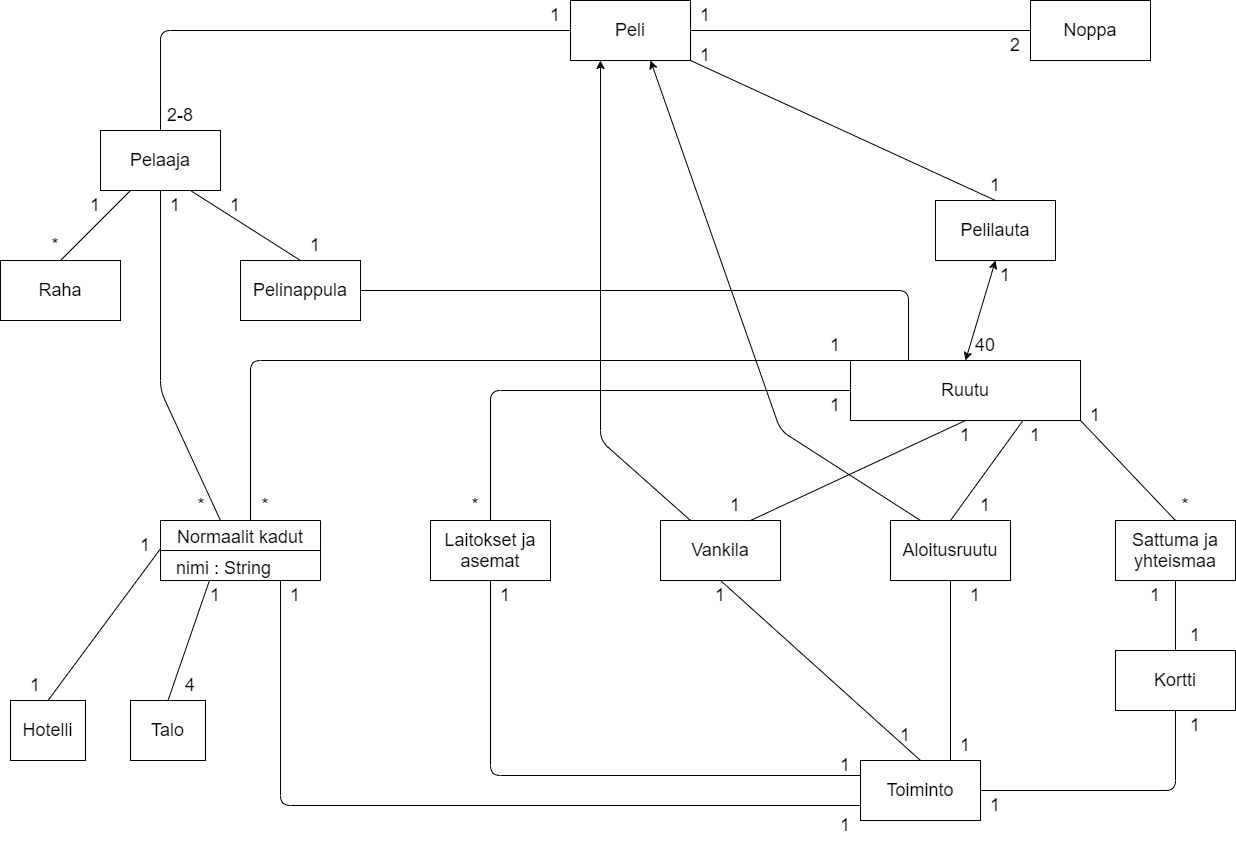 1
Peli
1
Noppa
2
1
2-8
Pelaaja
1
1
1
1
*
1
Raha
Pelinappula
Pelilauta
1
40
1
Ruutu
1
1
1
1
*
*
*
1
1
*
Normaalit kadut
nimi : String
1
Laitokset ja
asemat
Vankila
Aloitusruutu
Sattuma ja
yhteismaa
1
1
1
1
1
1
1
1
4
Hotelli
Talo
Kortti
1
1
1
1
Toiminto
1
1